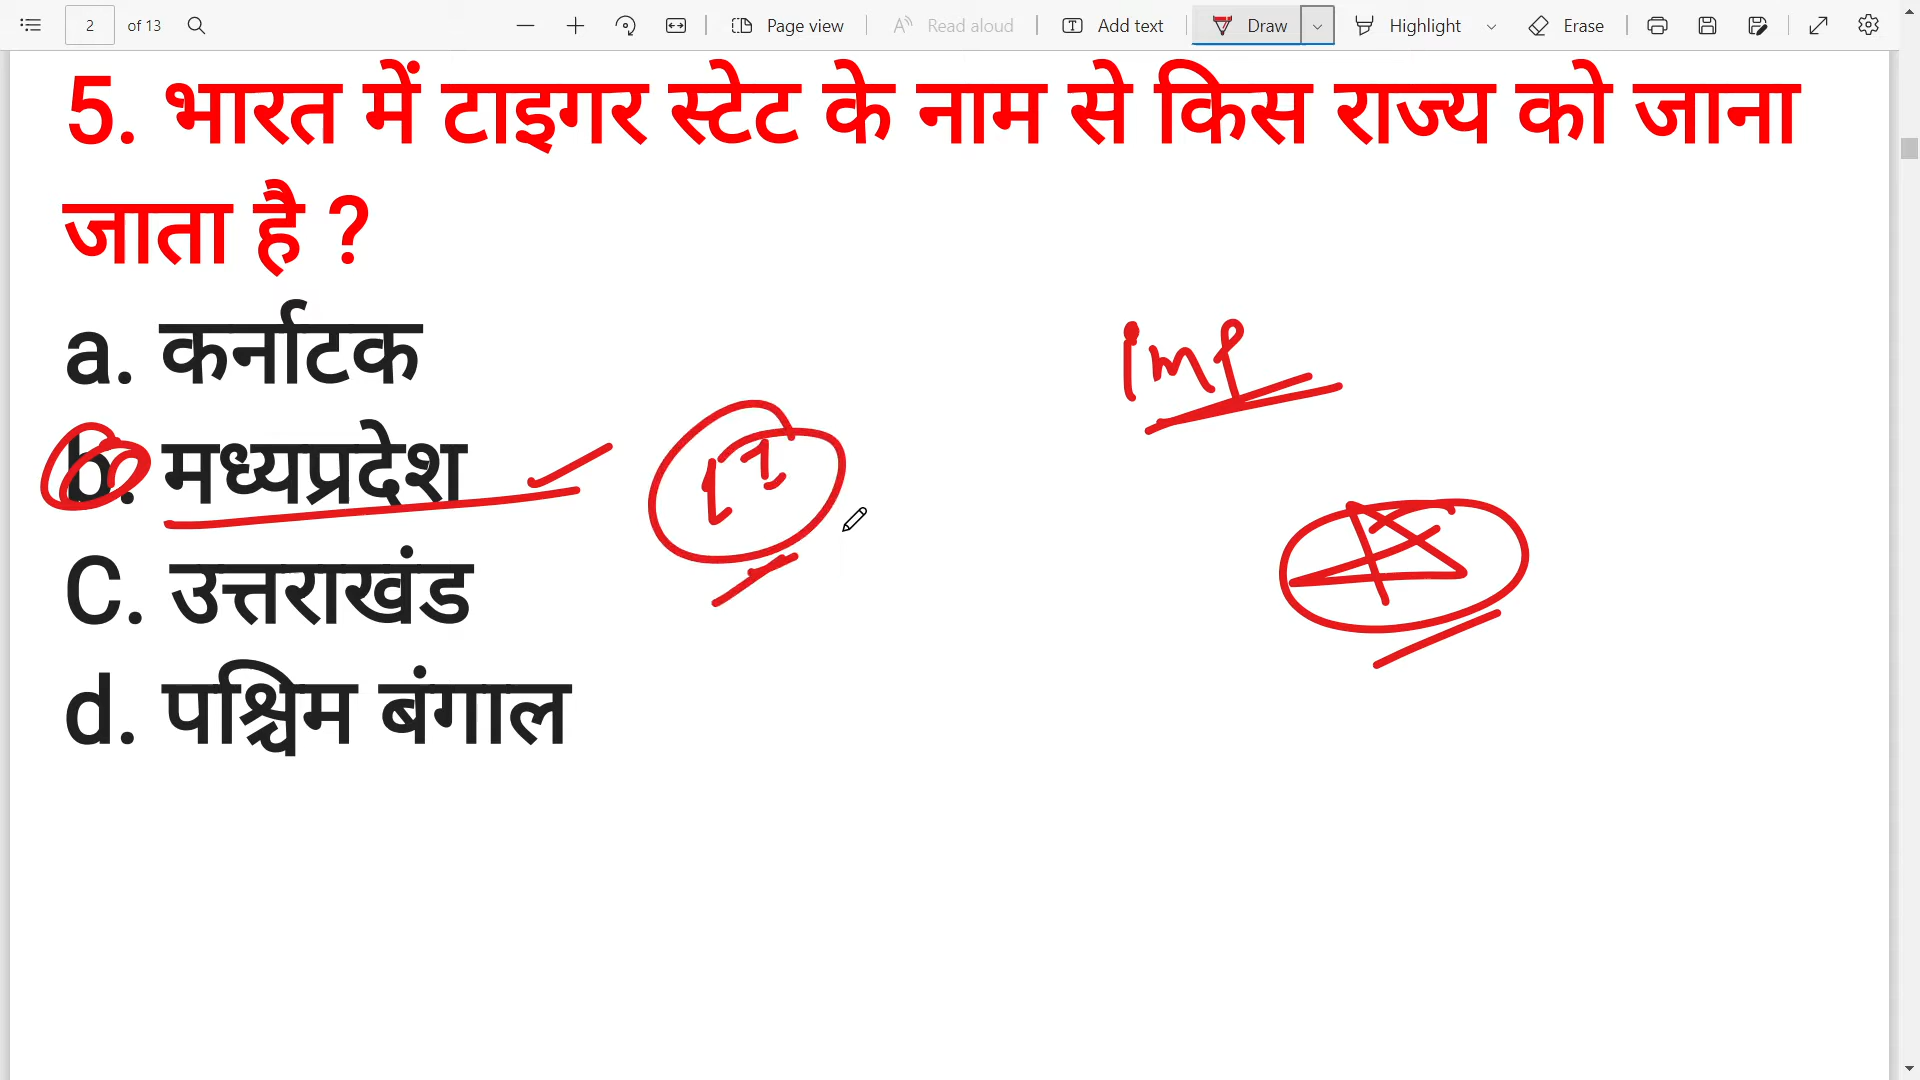 2 of 13 Page view Read aloud Add text Draw Highlight Erase
5. भारत में टाइगर स्टेट के नाम से किस राज्य को जाना
जाता है ?
a. कर्नाटक
Imp
b. मध्यप्रदेश
C. उत्तराखंड
d. पश्चिम बंगाल